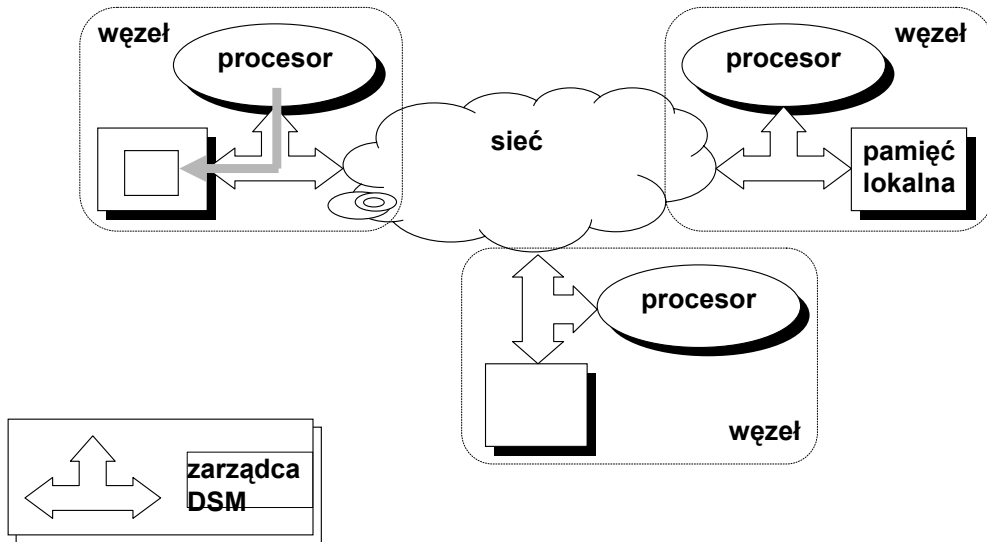 węzeł
procesor
sieć
procesor
węzeł
pamięć
lokalna
procesor
węzeł
zarządca
DSM